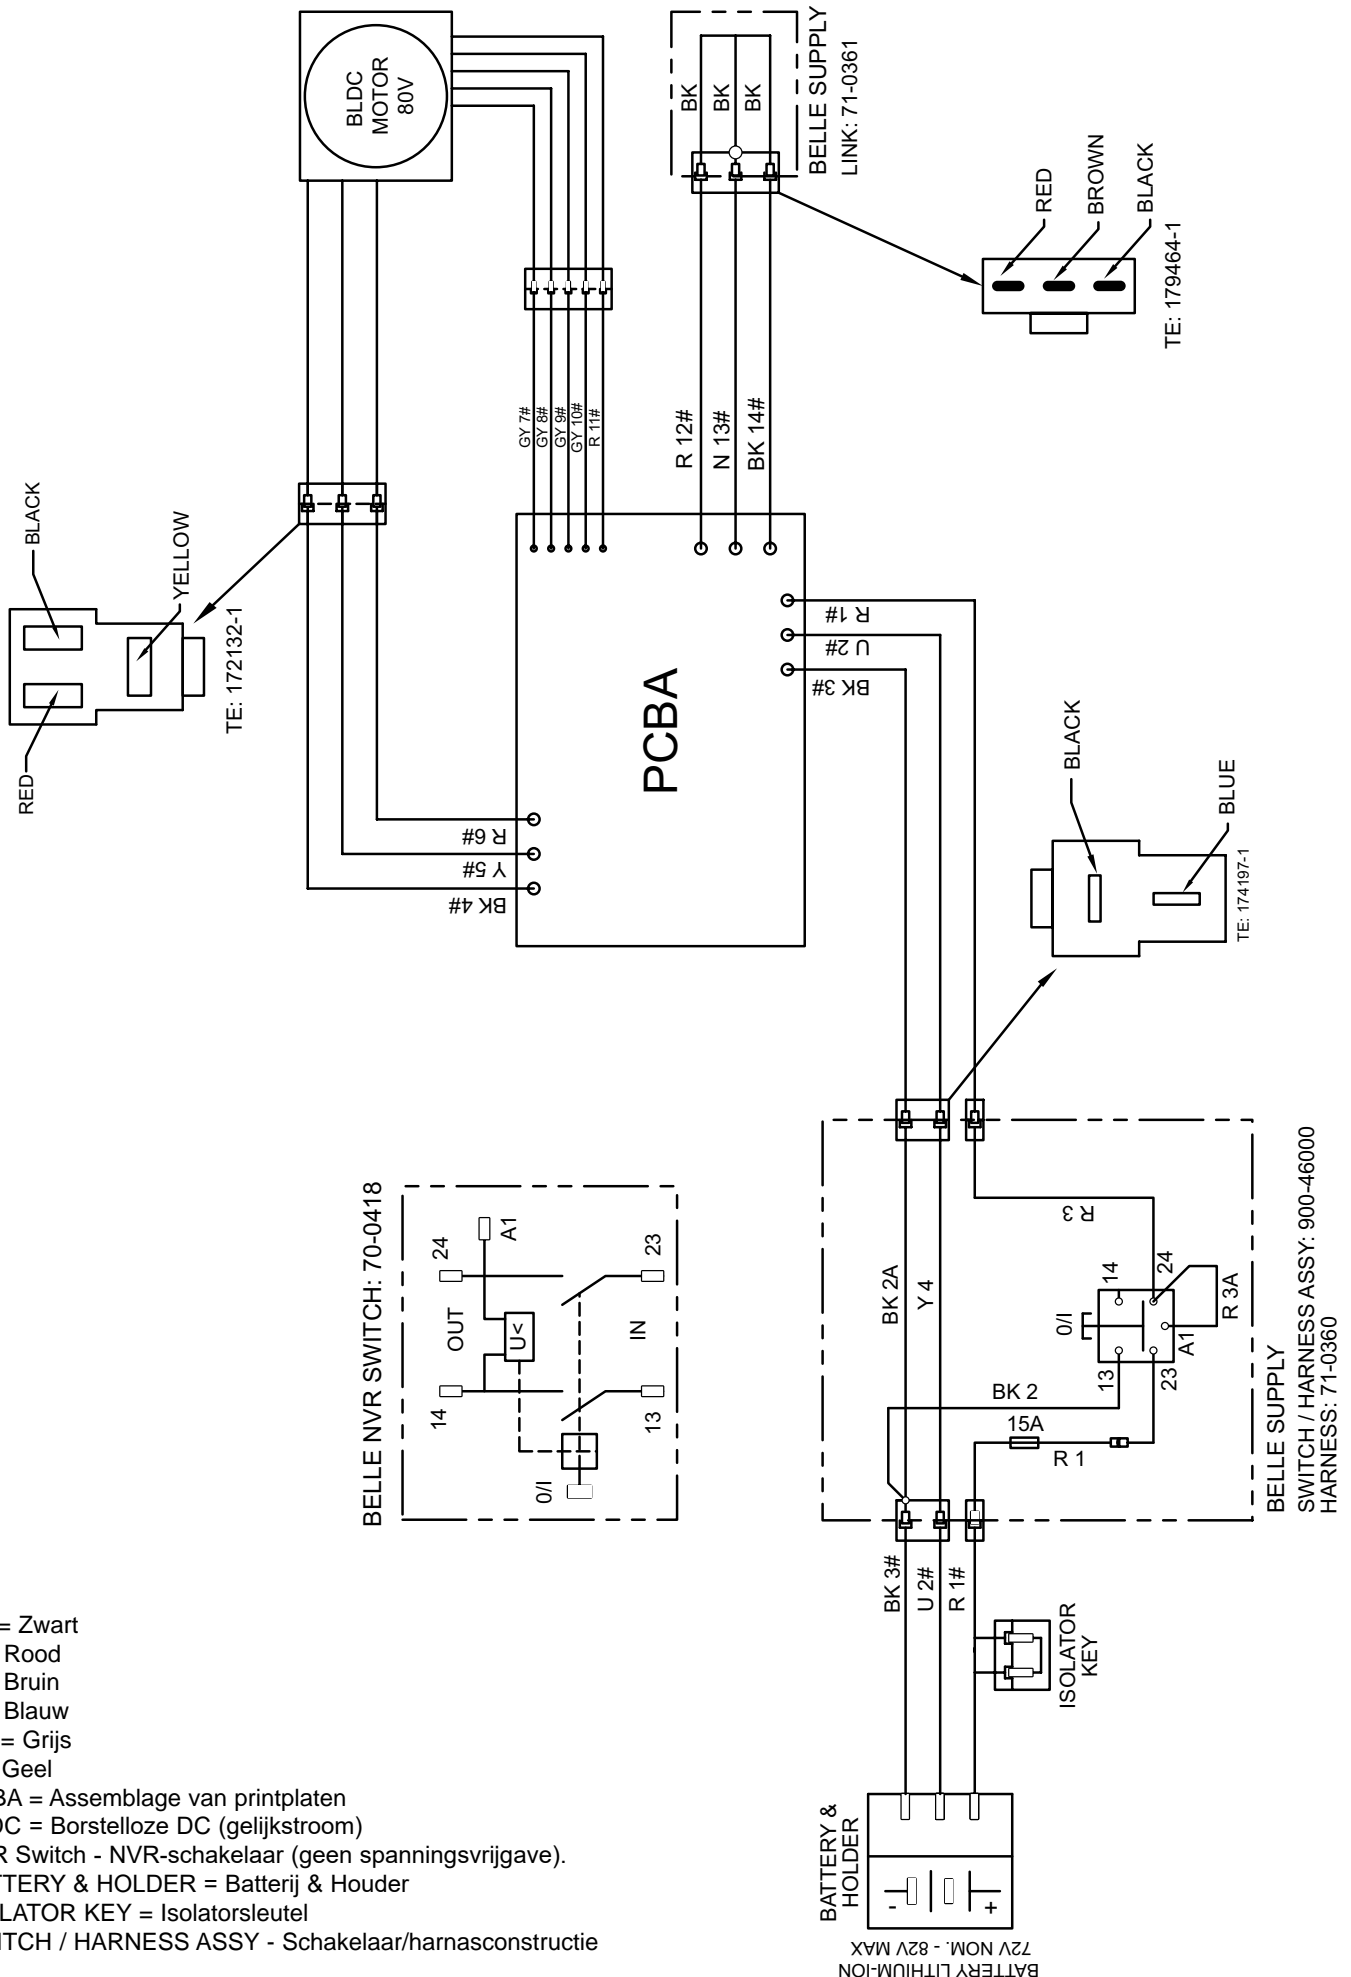 BLACK
RED
YELLOW
TE: 172132-1
BLDC
MOTOR
80V
BK
BK
BK
BELLE SUPPLY
LINK: 71-0361
RED
BROWN
BLACK
TE: 179464-1
GY 7#
GY 8#
GY 9#
GY 10#
R 11#
R 12#
N 13#
BK 14#
PCBA
R 1#
U 2#
BK 3#
R 6#
Y 5#
BK 4#
BLACK
BLUE
TE: 174197-1
BELLE NVR SWITCH: 70-0418
24
A1
23
OUT
U<
IN
14
13
0/I
BK 2A
Y 4
R 3
14
24
0/I
R 3A
A1
13
23
BK 2
15A
R 1
BELLE SUPPLY
SWITCH / HARNESS ASSY: 900-46000
HARNESS: 71-0360
BK 3#
U 2#
R 1#
ISOLATOR
KEY
BATTERY &
HOLDER
-
+
BATTERY LITHIUM-ION
72V NOM. - 82V MAX
= Zwart
Rood
Bruin
Blauw
= Grijs
Geel
BA = Assemblage van printplaten
DC = Borstelloze DC (gelijkstroom)
R Switch - NVR-schakelaar (geen spanningsvrijgave).
TTERY & HOLDER = Batterij & Houder
LATOR KEY = Isolatorsleutel
ITCH / HARNESS ASSY - Schakelaar/harnasconstructie